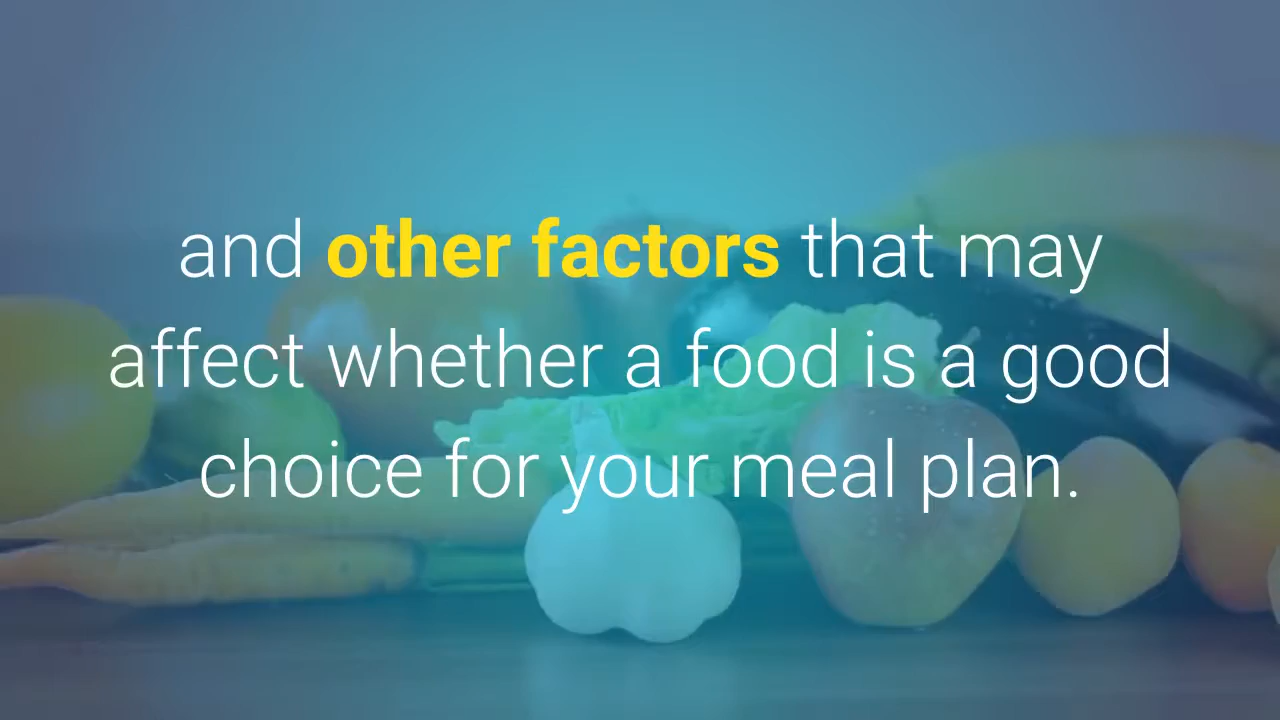 and other factors that may
affect whether a food is a good
choice for your meal plan.